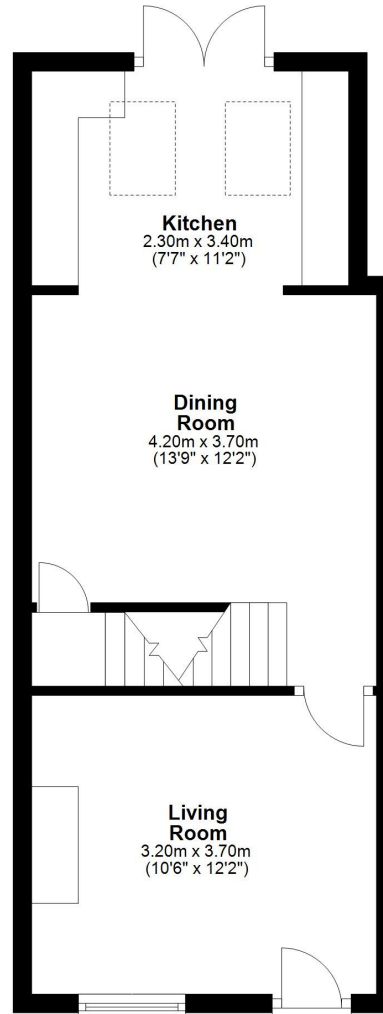 Kitchen
2.30m x 3.40m
(7'7" x 11'2")
Dining
Room
4.20m x 3.70m
(13'9" x 12'2")
Living
Room
3.20m x 3.70m
(10'6" x 12'2")